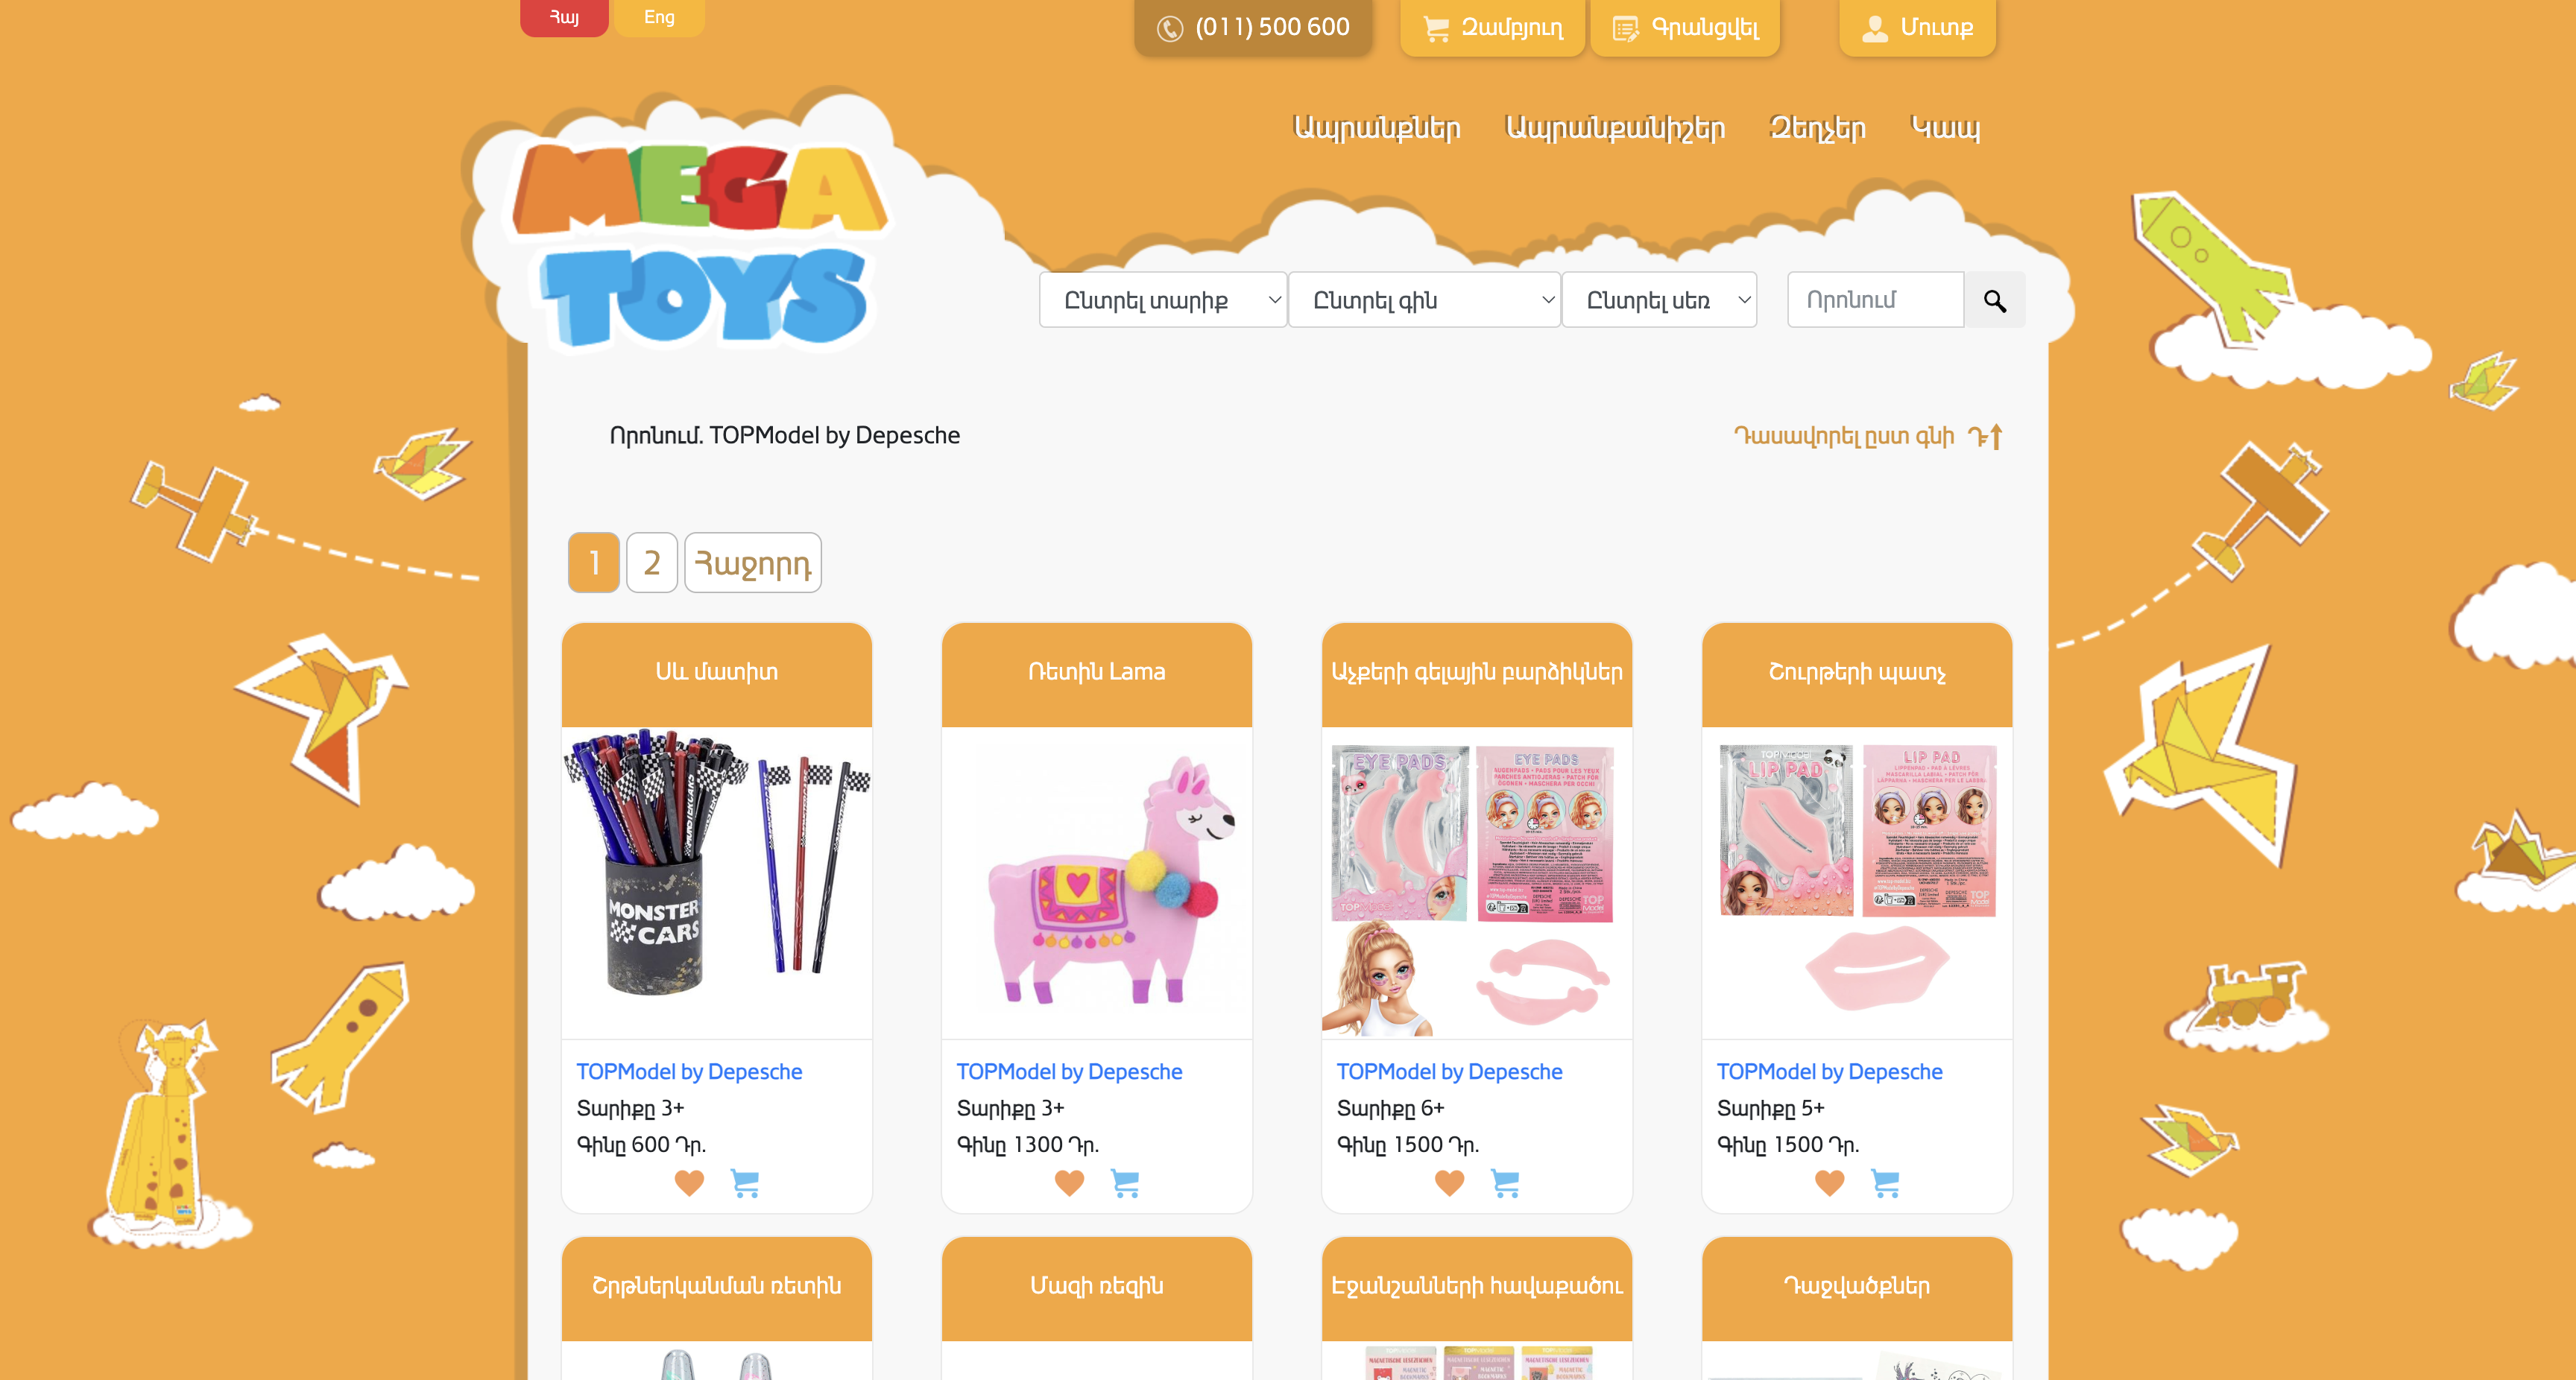 Հայ
Eng
(011) 500 600
Զամբյուղ
Գրանցվել
Մուտք
Ապրանքներ
Ապրանքանիշեր
Զեղչեր
Կապ
MEGA
TOYS
Ընտրել տարիք
Ընտրել գին
Ընտրել սեռ
Որոնում
Որոնում. TOPModel by Depesche
Դասավորել ըստ գնի
1
2
Հաջորդ
Սև մատիտ
Ռետին Lama
Աչքերի գելային բարձիկներ
Շուրթերի պատչ
MONSTER
CARS
EYE PADS
EYE PADS
TOPModel
LIP PAD
LIP PAD
TOPModel by Depesche
Տարիքը 3+
Գինը 600 Դր.
TOPModel by Depesche
Տարիքը 3+
Գինը 1300 Դր.
TOPModel by Depesche
Տարիքը 6+
Գինը 1500 Դր.
TOPModel by Depesche
Տարիքը 5+
Գինը 1500 Դր.
Շրթներկանման ռետին
Մազի ռեզին
Էջանշանների հավաքածու
Դաջվածքներ